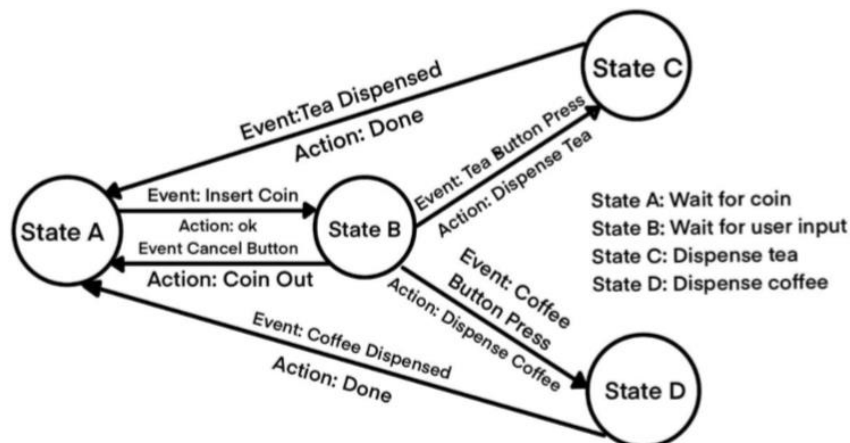 State C
Event:Tea Dispensed
Action: Done
Event: Tea Button Press
Action: Dispense Tea
State A
Event: Insert Coin
Action: ok
Event Cancel Button
Action: Coin Out
State B
State A: Wait for coin
State B: Wait for user input
State C: Dispense tea
State D: Dispense coffee
Event: Coffee
Button Press
Action: Dispense Coffee
Event: Coffee Dispensed
Action: Done
State D